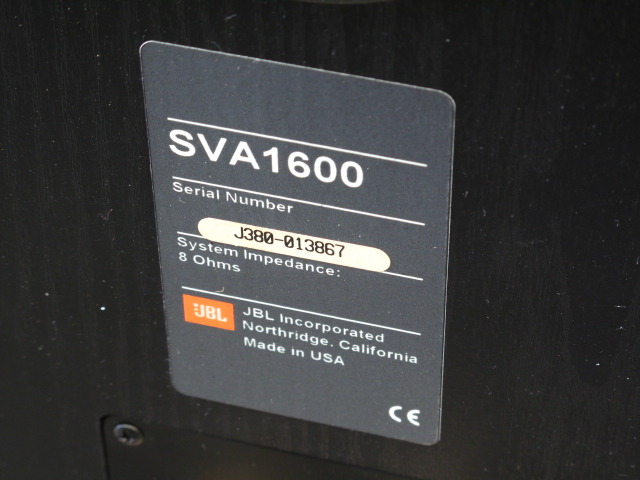 SVA1600
Serial Number
J380-013867
System Impedance:
8 Ohms
JBL
JBL Incorporated
Northridge, California
Made in USA
CE